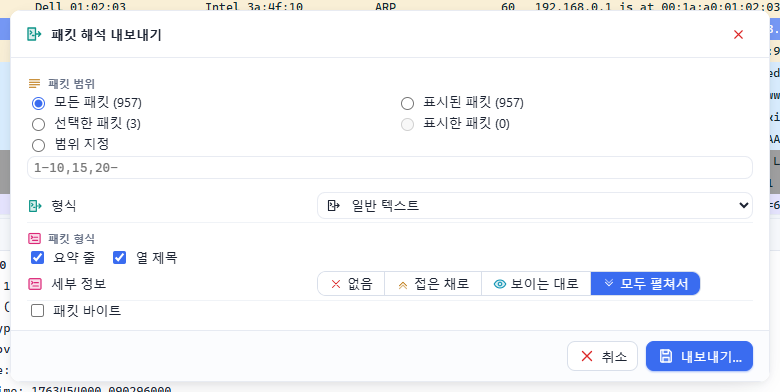 Dell 01:02:03 Intel 3a:4f:10 ARP 60 192.168.0.1 is at 00:1a:a0:01:02:03
패킷 해석 내보내기
패킷 범위
모든 패킷 (957)
표시된 패킷 (957)
선택한 패킷 (3)
표시한 패킷 (0)
범위 지정
1-10,15,20-
형식
일반 텍스트
패킷 형식
요약 줄
열 제목
세부 정보
없음
접은 채로
보이는 대로
모두 펼쳐서
패킷 바이트
취소
내보내기...